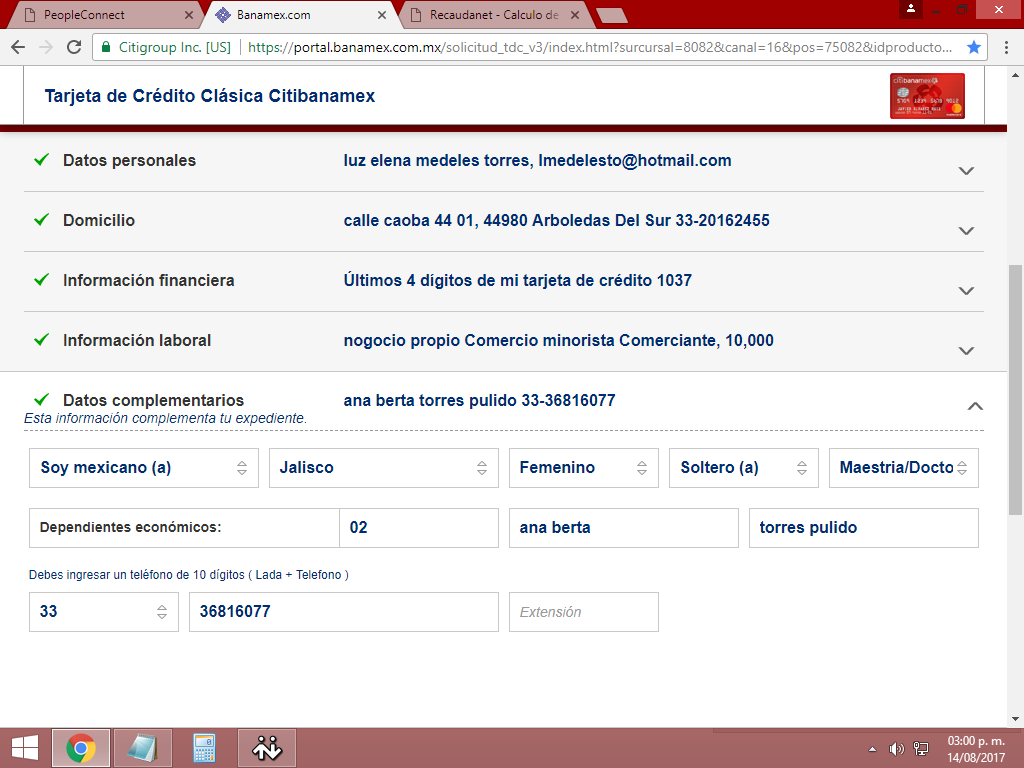 PeopleConnect
Banamex.com
Recaudanet - Calculo de
Citigroup Inc. [US] https://portal.banamex.com.mx/solicitud_tdc_v3/index.html?surcursal=8082&canal=16&pos=75082&idproducto...
Tarjeta de Crédito Clásica Citibanamex
citibanamex
Datos personales luz elena medeles torres, lmedelesto@hotmail.com
Domicilio calle caoba 44 01, 44980 Arboledas Del Sur 33-20162455
Información financiera Últimos 4 dígitos de mi tarjeta de crédito 1037
Información laboral nogocio propio Comercio minorista Comerciante, 10,000
Datos complementarios ana berta torres pulido 33-36816077
Esta información complementa tu expediente.
Soy mexicano (a) Jalisco Femenino Soltero (a) Maestria/Docto
Dependientes económicos: 02 ana berta torres pulido
Debes ingresar un teléfono de 10 dígitos ( Lada + Telefono )
33 36816077 Extensión
03:00 p. m.
14/08/2017